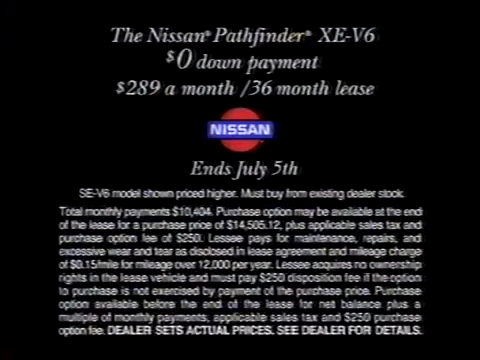 The Nissan® Pathfinder® XE-V6
$0 down payment
$289 a month /36 month lease
NISSAN
Ends July 5th
SE-V6 model shown priced higher. Must buy from existing dealer stock.
Total monthly payments $10,404. Purchase option may be available at the end
of the lease for a purchase price of $14,505.12, plus applicable sales tax and
purchase option fee of $250. Lessee pays for maintenance, repairs, and
excessive wear and tear as disclosed in lease agreement and mileage charge
of $0.15/mile for mileage over 12,000 per year. Lessee acquires no ownership
rights in the lease vehicle and must pay $250 disposition fee if the option
to purchase is not exercised by payment of the purchase price. Purchase
option available before the end of the lease for net balance plus a
multiple of monthly payments, applicable sales tax and $250 purchase
option fee. DEALER SETS ACTUAL PRICES. SEE DEALER FOR DETAILS.